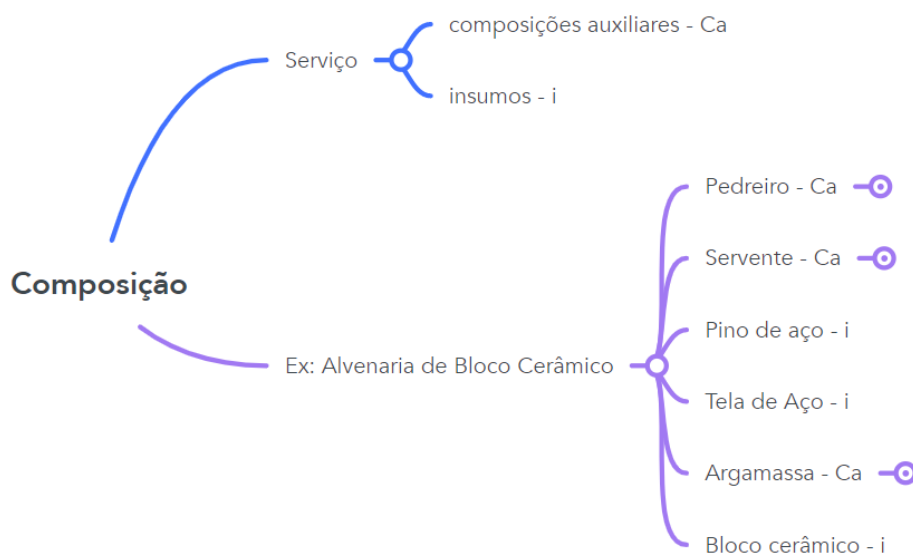 Composição
Serviço
composições auxiliares - Ca
insumos - i
Ex: Alvenaria de Bloco Cerâmico
Pedreiro - Ca
Servente - Ca
Pino de aço - i
Tela de Aço - i
Argamassa - Ca
Bloco cerâmico - i